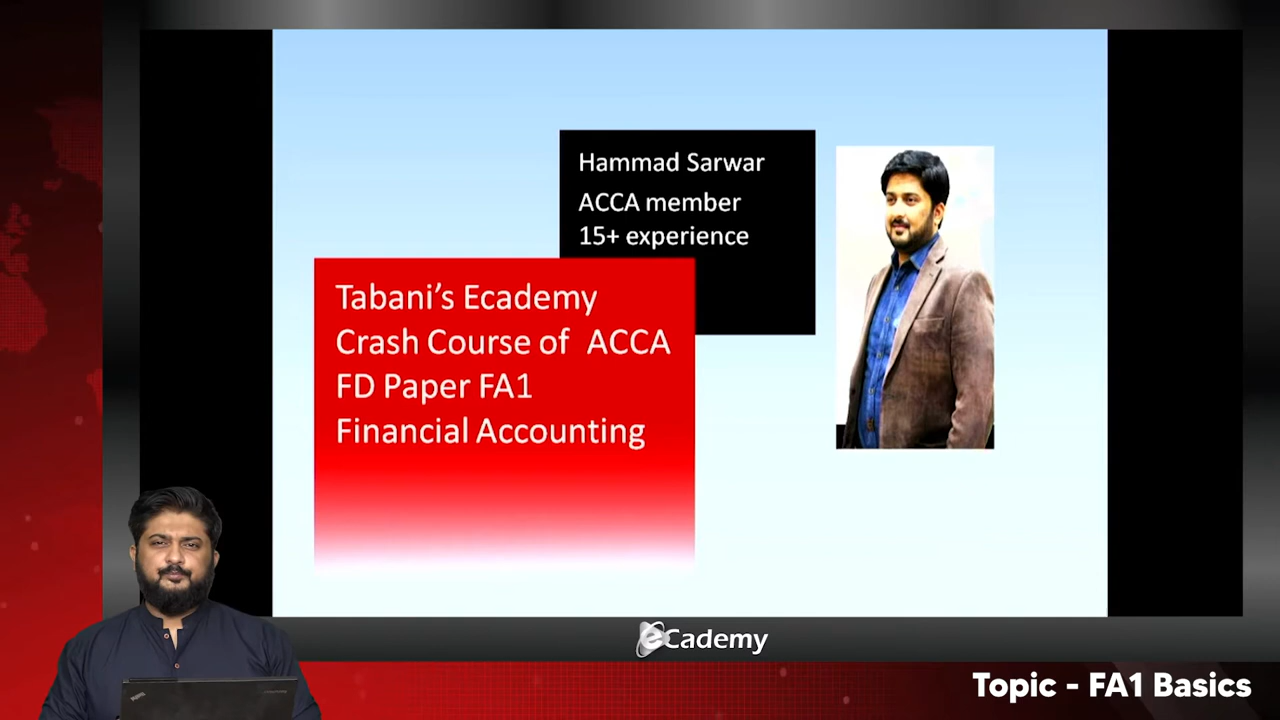 Hammad Sarwar
ACCA member
15+ experience
Tabani's Ecademy
Crash Course of ACCA
FD Paper FA1
Financial Accounting
eCademy
Topic - FA1 Basics